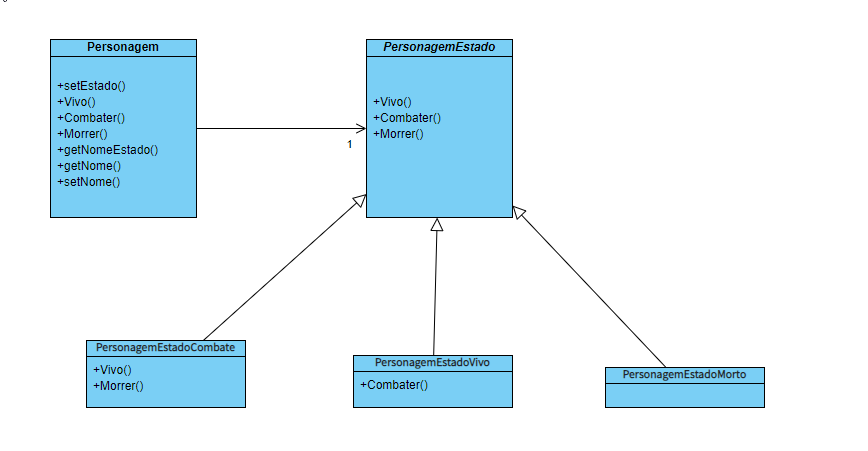 Personagem
+setEstado()
+Vivo()
+Combater()
+Morrer()
+getNomeEstado()
+getNome()
+setNome()
1
PersonagemEstado
+Vivo()
+Combater()
+Morrer()
PersonagemEstadoCombate
+Vivo()
+Morrer()
PersonagemEstadoVivo
+Combater()
PersonagemEstadoMorto